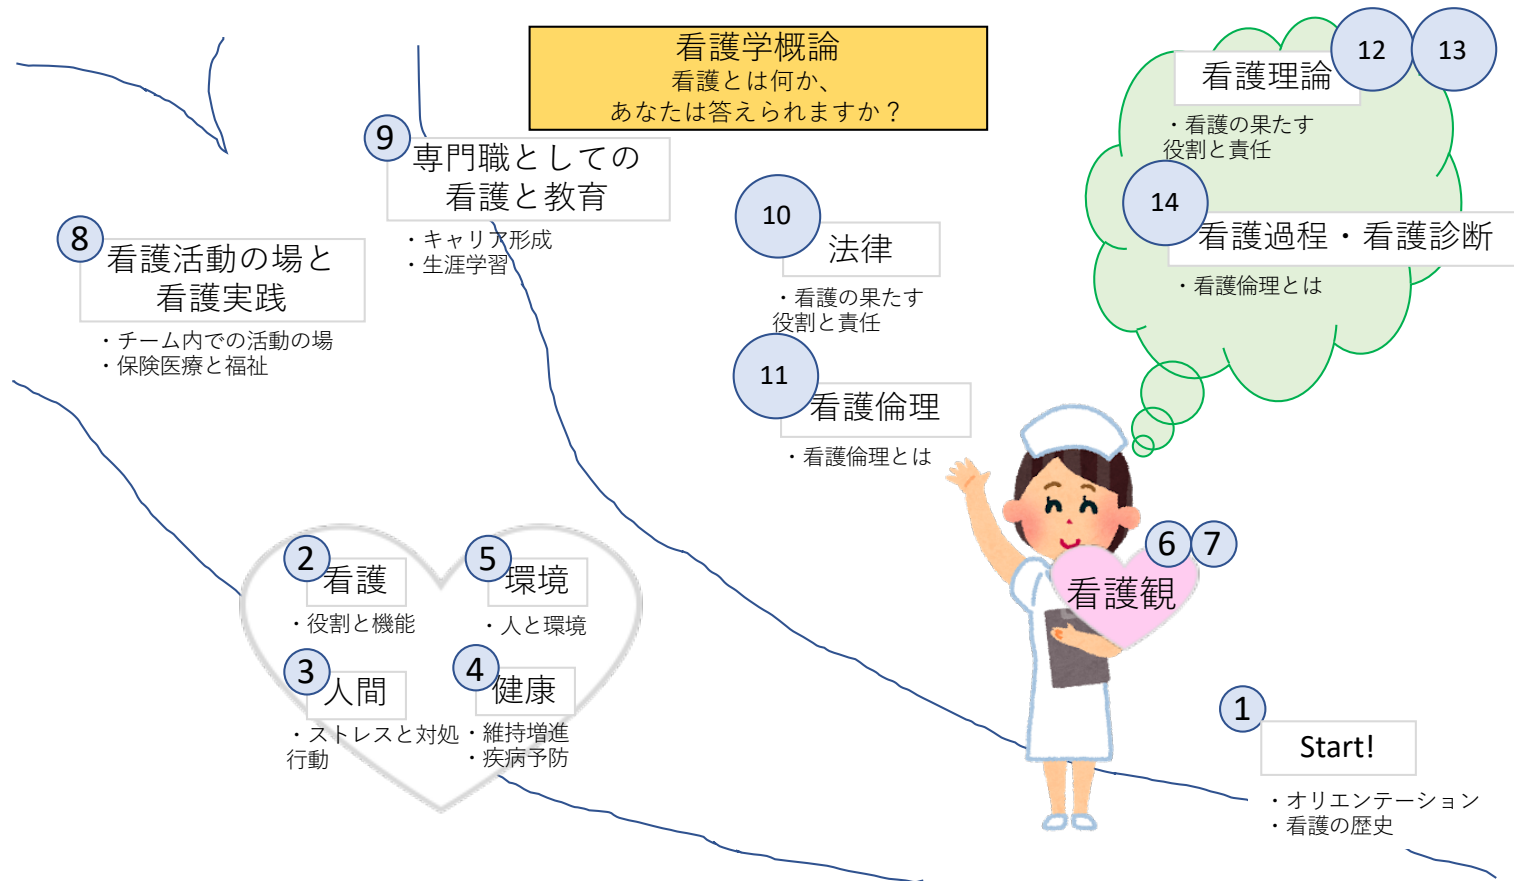 看護学概論
看護とは何か、
あなたは答えられますか？
12
13
看護理論
・看護の果たす
役割と責任
14
看護過程・看護診断
・看護倫理とは
9
専門職としての
看護と教育
・キャリア形成
・生涯学習
8
看護活動の場と
看護実践
・チーム内での活動の場
・保険医療と福祉
10
法律
・看護の果たす
役割と責任
11
看護倫理
・看護倫理とは
2
看護
・役割と機能
5
環境
・人と環境
3
人間
・ストレスと対処
行動
4
健康
・維持増進
・疾病予防
6
7
看護観
1
Start!
・オリエンテーション
・看護の歴史